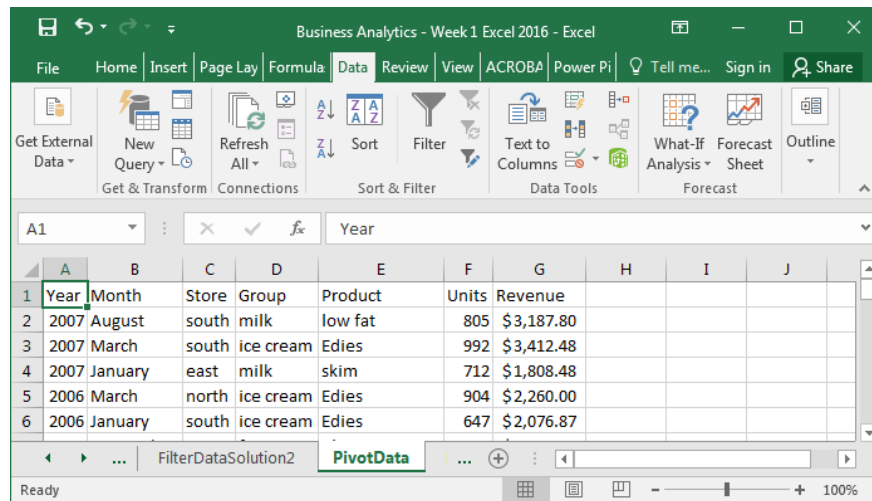 Business Analytics - Week 1 Excel 2016 - Excel
File Home Insert Page Lay Formula Data Review View ACROBA Power Pi Tell me... Sign in Share
Get External Data
New Query
Refresh All
Sort
Filter
Text to Columns
What-If Analysis
Forecast Sheet
Outline
Get & Transform Connections Sort & Filter Data Tools Forecast
A1 fx Year
A B C D E F G H I J
1 Year Month Store Group Product Units Revenue
2 2007 August south milk low fat 805 $3,187.80
3 2007 March south ice cream Edies 992 $3,412.48
4 2007 January east milk skim 712 $1,808.48
5 2006 March north ice cream Edies 904 $2,260.00
6 2006 January south ice cream Edies 647 $2,076.87
... FilterDataSolution2 PivotData ...
Ready 100%